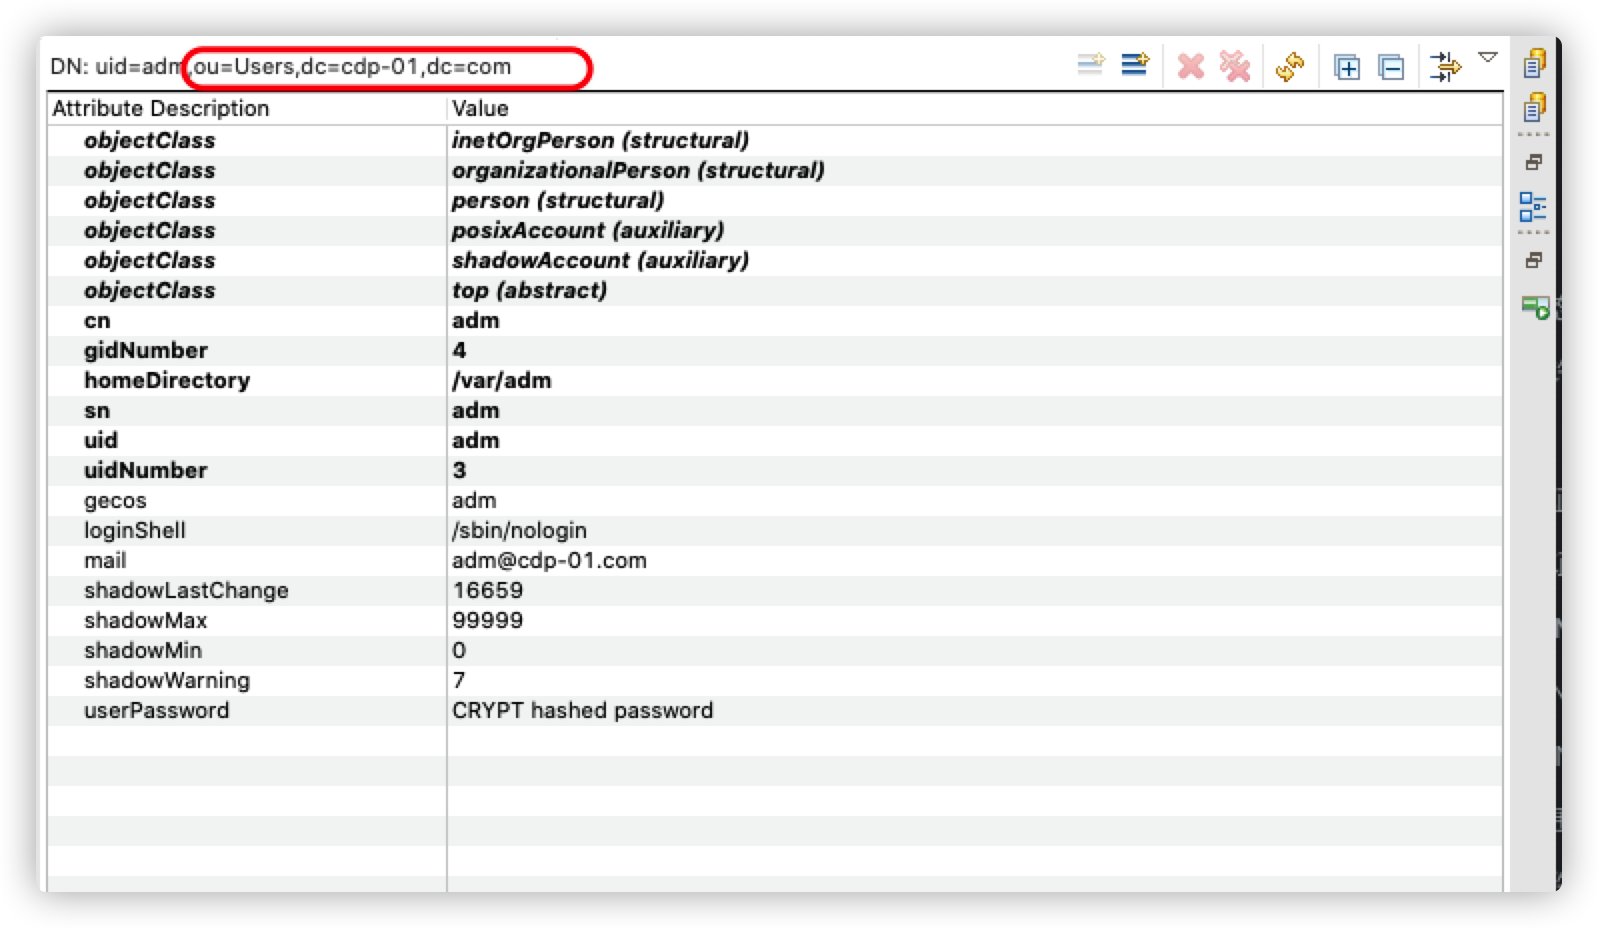 DN: uid=adm,ou=Users,dc=cdp-01,dc=com
Attribute Description Value
objectClass inetOrgPerson (structural)
objectClass organizationalPerson (structural)
objectClass person (structural)
objectClass posixAccount (auxiliary)
objectClass shadowAccount (auxiliary)
objectClass top (abstract)
cn adm
gidNumber 4
homeDirectory /var/adm
sn adm
uid adm
uidNumber 3
gecos adm
loginShell /sbin/nologin
mail adm@cdp-01.com
shadowLastChange 16659
shadowMax 99999
shadowMin 0
shadowWarning 7
userPassword CRYPT hashed password